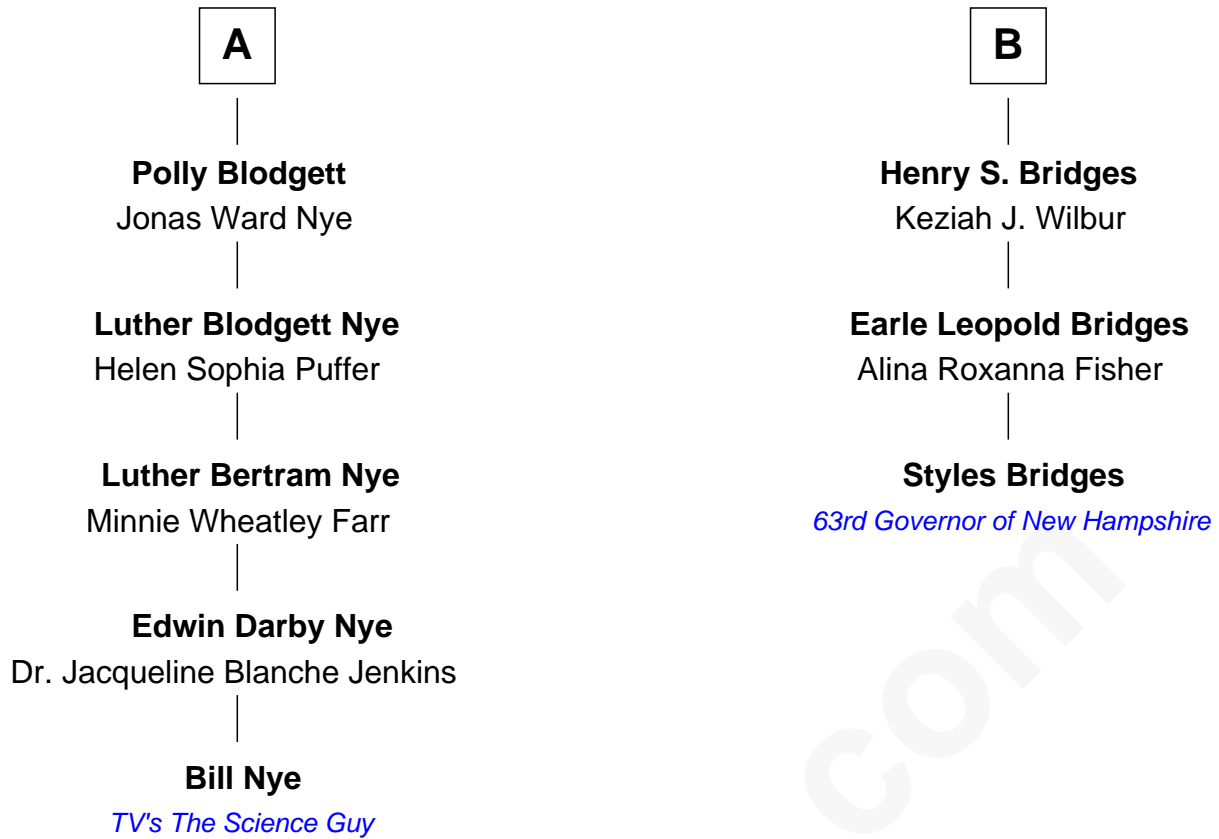 A
Polly Blodgett
Jonas Ward Nye
Luther Blodgett Nye
Helen Sophia Puffer
Luther Bertram Nye
Minnie Wheatley Farr
Edwin Darby Nye
Dr. Jacqueline Blanche Jenkins
Bill Nye
TV's The Science Guy
B
Henry S. Bridges
Keziah J. Wilbur
Earle Leopold Bridges
Alina Roxanna Fisher
Styles Bridges
63rd Governor of New Hampshire
com